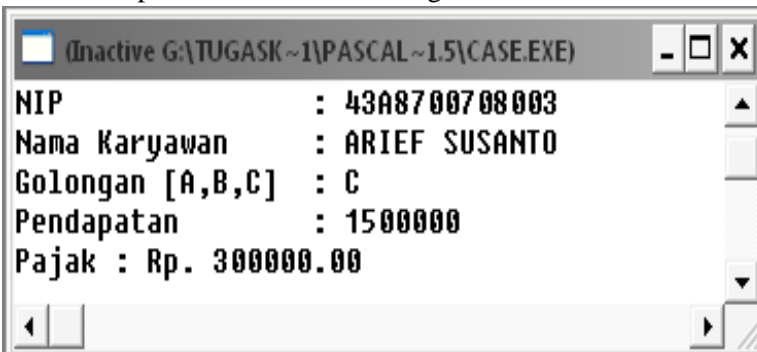 (Inactive G:\TUGASK~1\PASCAL~1.5\CASE.EXE)
NIP : 43A8700708003
Nama Karyawan : ARIEF SUSANTO
Golongan [A,B,C] : C
Pendapatan : 1500000
Pajak : Rp. 300000.00